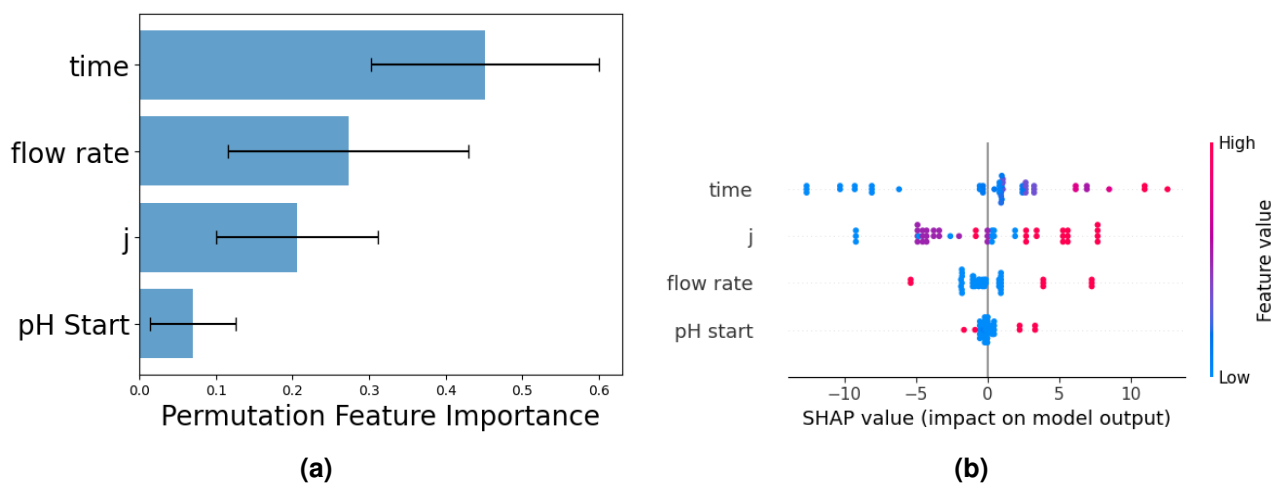 time
flow rate
j
pH Start
0.0 0.1 0.2 0.3 0.4 0.5 0.6
Permutation Feature Importance
(a)
High
time
j
flow rate
pH start
Feature value
Low
−10 −5 0 5 10
SHAP value (impact on model output)
(b)